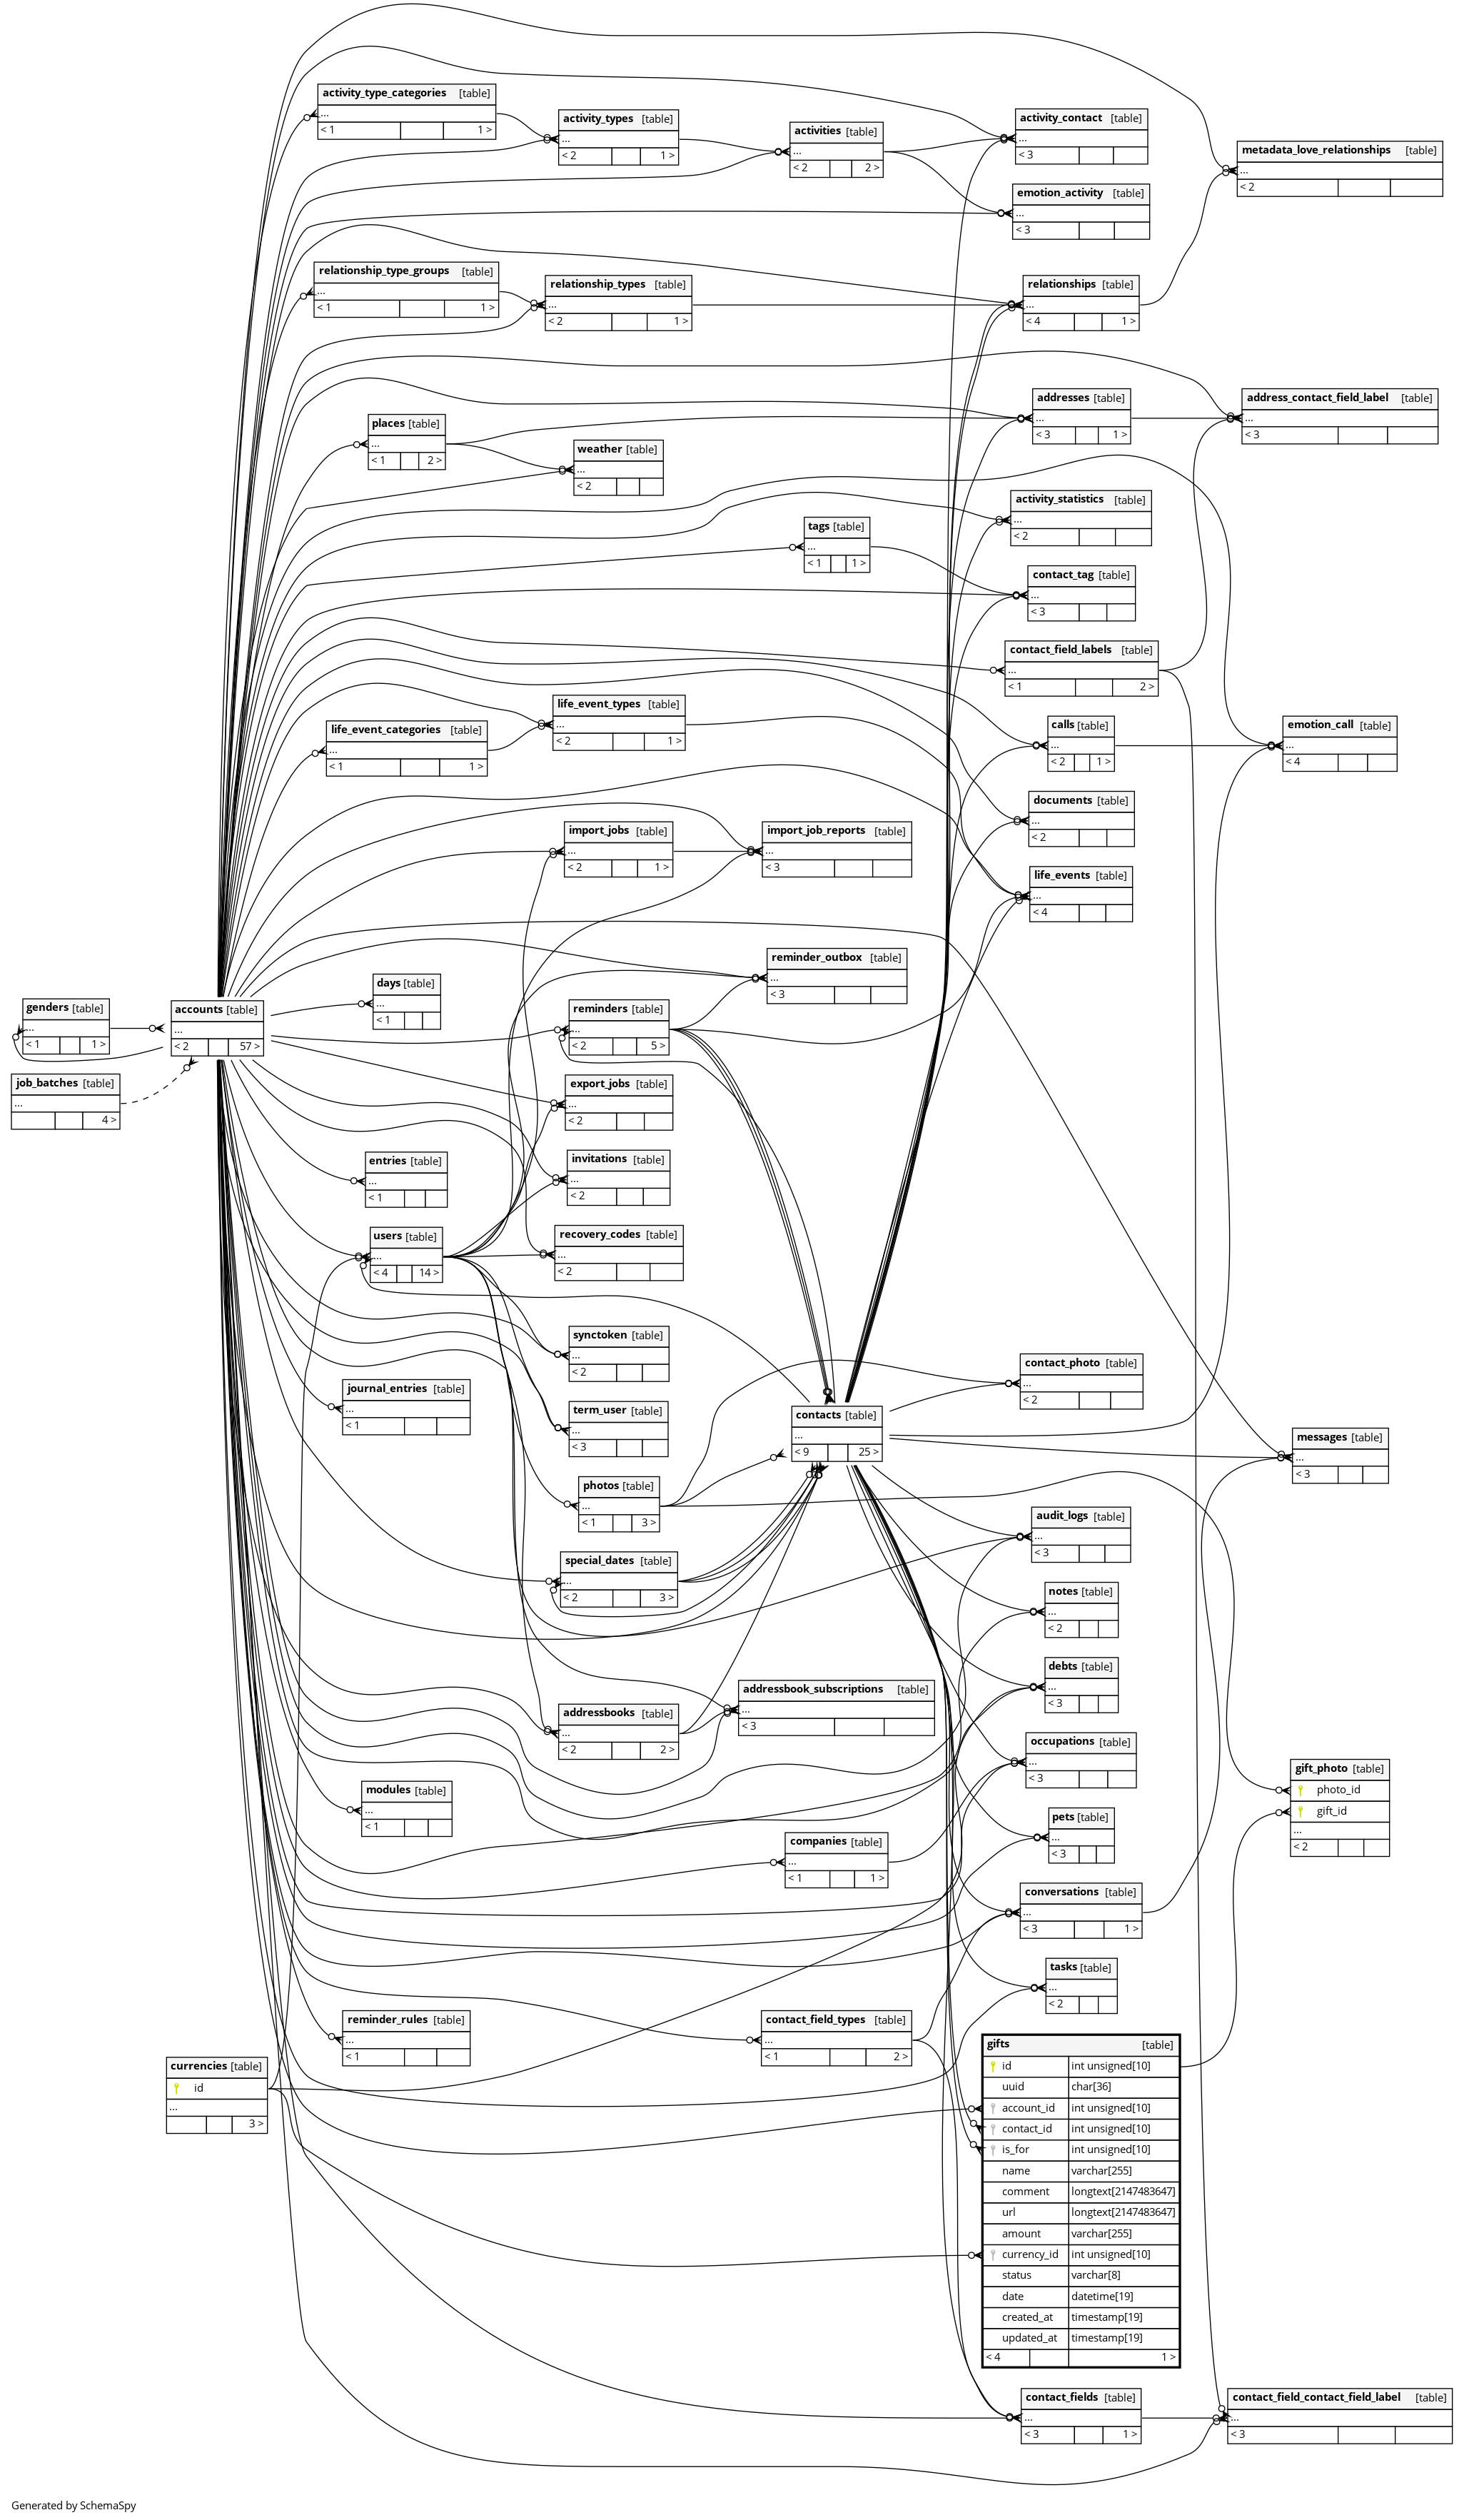 activity_type_categories [table]
...
< 1 1 >
activity_types [table]
...
< 2 1 >
activities [table]
...
< 2 2 >
activity_contact [table]
...
< 3
metadata_love_relationships [table]
...
< 2
emotion_activity [table]
...
< 3
relationship_type_groups [table]
...
< 1 1 >
relationship_types [table]
...
< 2 1 >
relationships [table]
...
< 4 1 >
addresses [table]
...
< 3 1 >
address_contact_field_label [table]
...
< 3
places [table]
...
< 1 2 >
weather [table]
...
< 2
activity_statistics [table]
...
< 2
tags [table]
...
< 1 1 >
contact_tag [table]
...
< 3
contact_field_labels [table]
...
< 1 2 >
life_event_types [table]
...
< 2 1 >
life_event_categories [table]
...
< 1 1 >
calls [table]
...
< 2 1 >
emotion_call [table]
...
< 4
documents [table]
...
< 2
import_jobs [table]
...
< 2 1 >
import_job_reports [table]
...
< 3
life_events [table]
...
< 4
reminder_outbox [table]
...
< 3
days [table]
...
< 1
genders [table]
...
< 1 1 >
accounts [table]
...
< 2 57 >
reminders [table]
...
< 2 5 >
job_batches [table]
...
4 >
export_jobs [table]
...
< 2
entries [table]
...
< 1
invitations [table]
...
< 2
users [table]
...
< 4 14 >
recovery_codes [table]
...
< 2
synctoken [table]
...
< 2
contact_photo [table]
...
< 2
journal_entries [table]
...
< 1
term_user [table]
...
< 3
contacts [table]
...
< 9 25 >
messages [table]
...
< 3
photos [table]
...
< 1 3 >
audit_logs [table]
...
< 3
special_dates [table]
...
< 2 3 >
notes [table]
...
< 2
debts [table]
...
< 3
addressbook_subscriptions [table]
...
< 3
addressbooks [table]
...
< 2 2 >
occupations [table]
...
< 3
gift_photo [table]
photo_id
gift_id
...
< 2
modules [table]
...
< 1
pets [table]
...
< 3
companies [table]
...
< 1 1 >
conversations [table]
...
< 3 1 >
tasks [table]
...
< 2
reminder_rules [table]
...
< 1
contact_field_types [table]
...
< 1 2 >
currencies [table]
id
...
3 >
gifts [table]
id int unsigned[10]
uuid char[36]
account_id int unsigned[10]
contact_id int unsigned[10]
is_for int unsigned[10]
name varchar[255]
comment longtext[2147483647]
url longtext[2147483647]
amount varchar[255]
currency_id int unsigned[10]
status varchar[8]
date datetime[19]
created_at timestamp[19]
updated_at timestamp[19]
< 4 1 >
contact_fields [table]
...
< 3 1 >
contact_field_contact_field_label [table]
...
< 3
Generated by SchemaSpy